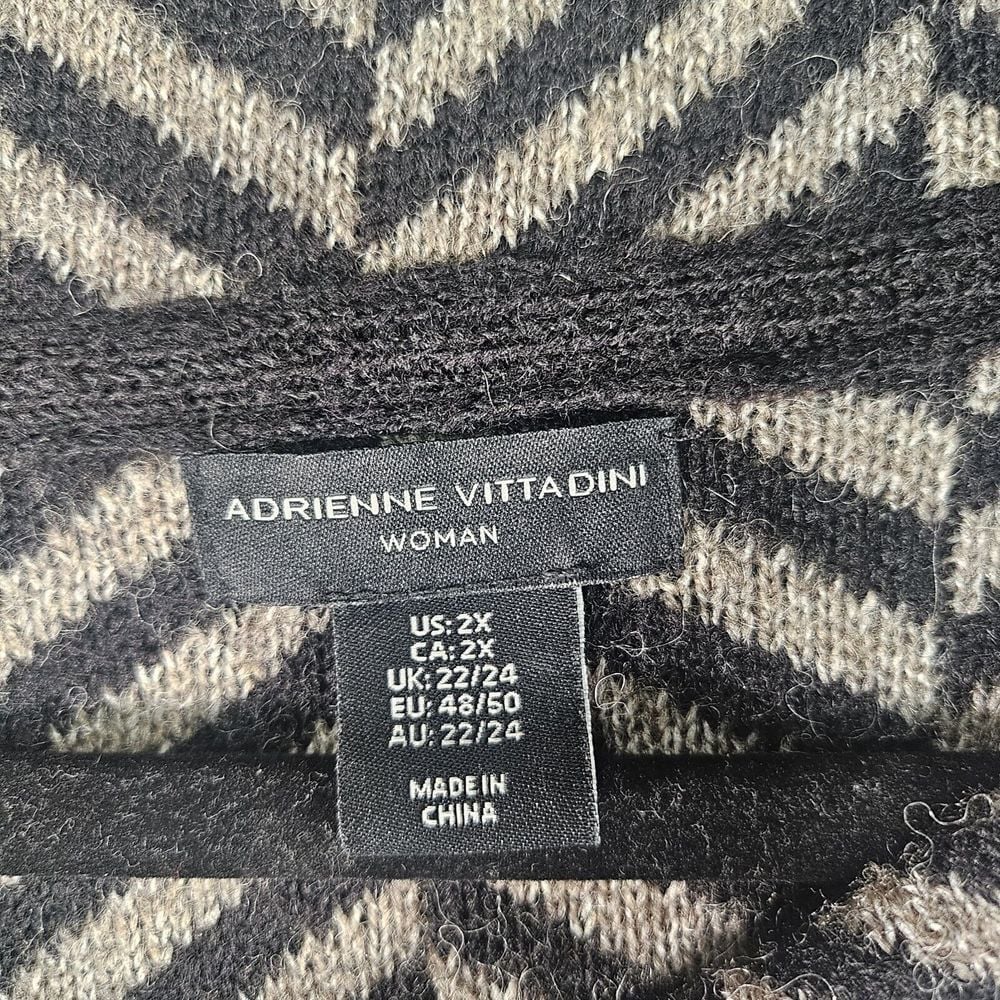 ADRIENNE VITTADINI
WOMAN
US: 2X
CA: 2X
UK: 22/24
EU: 48/50
AU: 22/24
MADE IN
CHINA